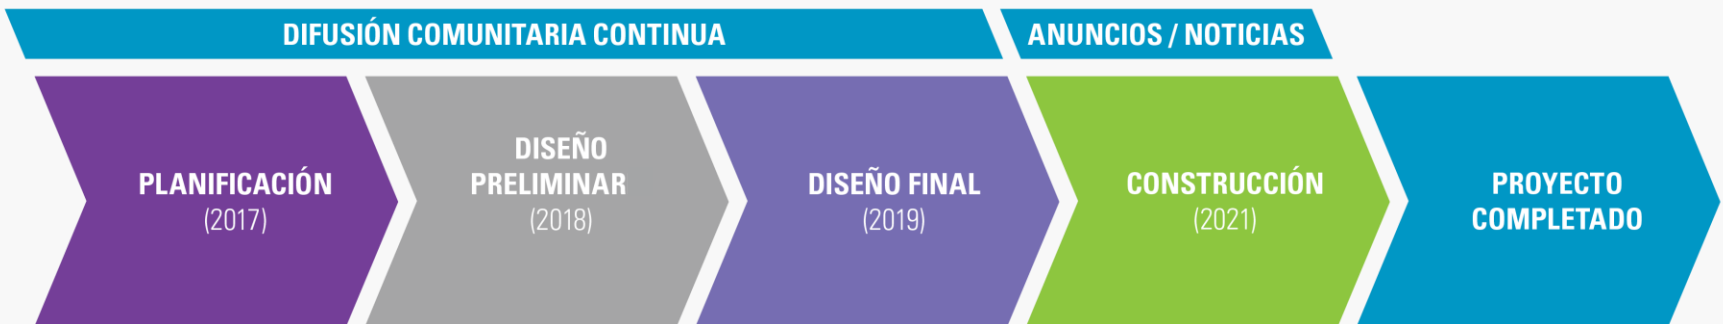 DIFUSIÓN COMUNITARIA CONTINUA
ANUNCIOS / NOTICIAS
PLANIFICACIÓN
(2017)
DISEÑO
PRELIMINAR
(2018)
DISEÑO FINAL
(2019)
CONSTRUCCIÓN
(2021)
PROYECTO
COMPLETADO